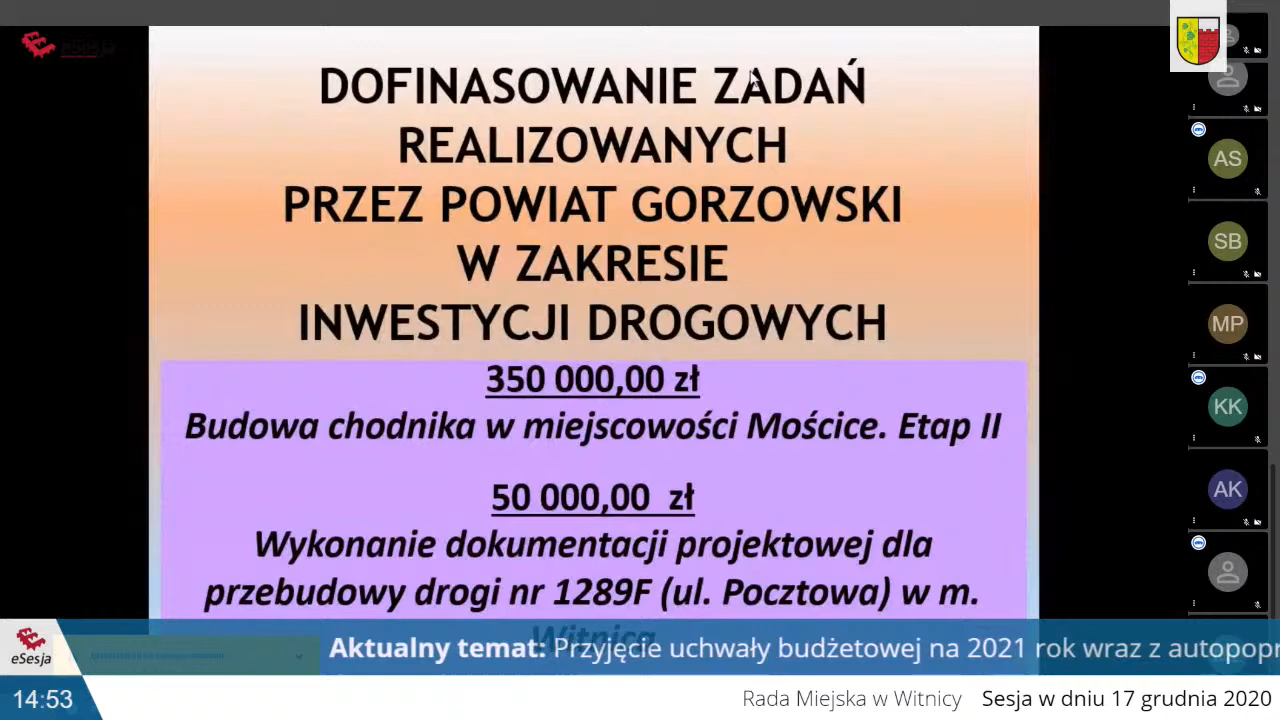 eSesja
DOFINASOWANIE ZADAŃ
REALIZOWANYCH
PRZEZ POWIAT GORZOWSKI
W ZAKRESIE
INWESTYCJI DROGOWYCH
350 000,00 zł
Budowa chodnika w miejscowości Mościce. Etap II
50 000,00 zł
Wykonanie dokumentacji projektowej dla
przebudowy drogi nr 1289F (ul. Pocztowa) w m.
Witnica
AS
SB
MP
KK
AK
eSesja
Aktualny temat: Przyjęcie uchwały budżetowej na 2021 rok wraz z autopopr
14:53
Rada Miejska w Witnicy Sesja w dniu 17 grudnia 2020